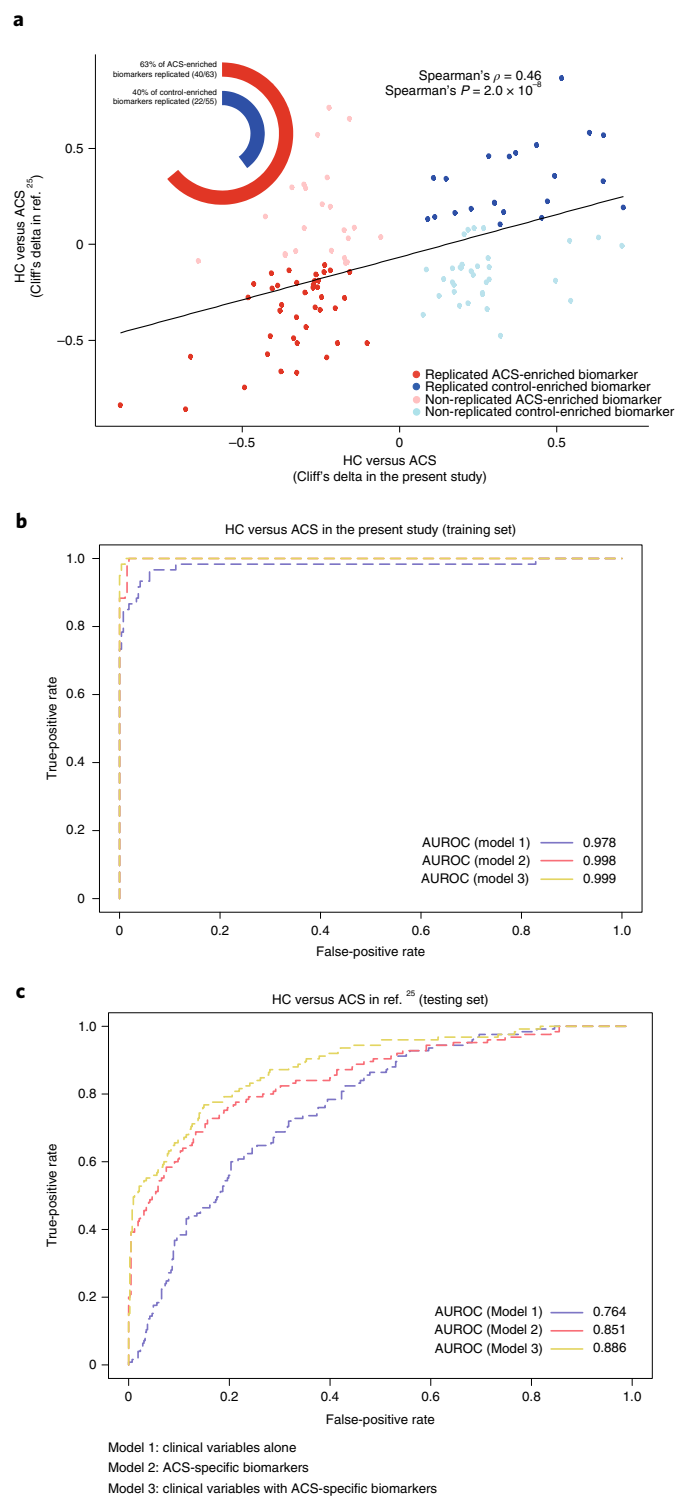 a
63% of ACS-enriched
biomarkers replicated (40/63)
40% of control-enriched
biomarkers replicated (22/55)
Spearman's ρ = 0.46
Spearman's P = 2.0 × 10⁻⁸
0.5
0
−0.5
HC versus ACS
(Cliff's delta in ref. ²⁵)
Replicated ACS-enriched biomarker
Replicated control-enriched biomarker
Non-replicated ACS-enriched biomarker
Non-replicated control-enriched biomarker
−0.5 0 0.5
HC versus ACS
(Cliff's delta in the present study)
b
HC versus ACS in the present study (training set)
1.0
0.8
0.6
0.4
0.2
0
True-positive rate
AUROC (model 1) 0.978
AUROC (model 2) 0.998
AUROC (model 3) 0.999
0 0.2 0.4 0.6 0.8 1.0
False-positive rate
c
HC versus ACS in ref. ²⁵ (testing set)
1.0
0.8
0.6
0.4
0.2
0
True-positive rate
AUROC (Model 1) 0.764
AUROC (Model 2) 0.851
AUROC (Model 3) 0.886
0 0.2 0.4 0.6 0.8 1.0
False-positive rate
Model 1: clinical variables alone
Model 2: ACS-specific biomarkers
Model 3: clinical variables with ACS-specific biomarkers